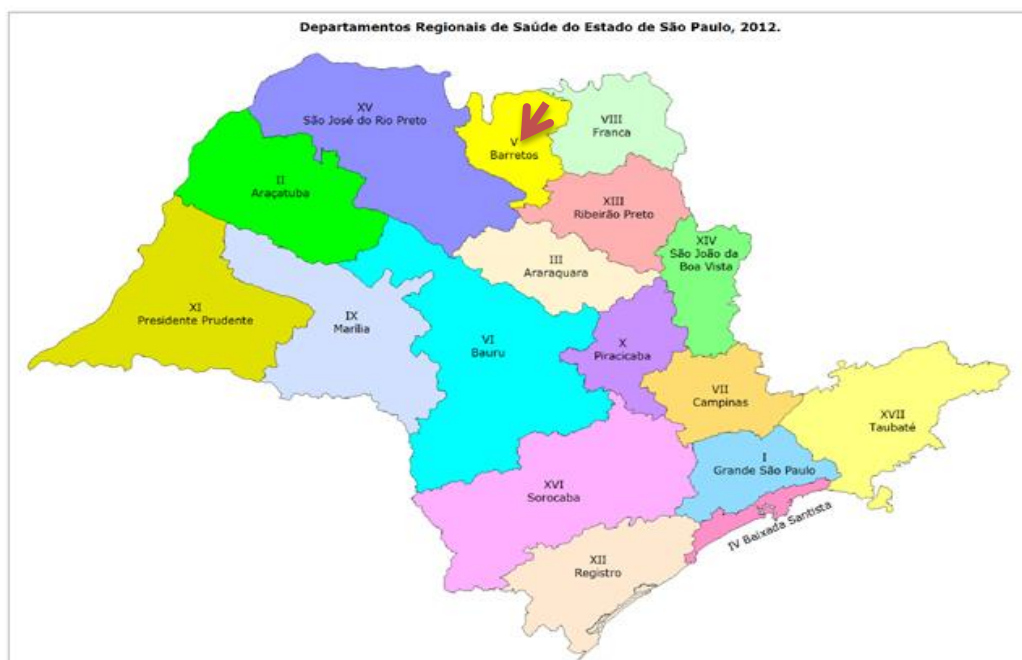 Departamentos Regionais de Saúde do Estado de São Paulo, 2012.
XV
São José do Rio Preto
V
Barretos
VIII
Franca
II
Araçatuba
XIII
Ribeirão Preto
XIV
São João da
Boa Vista
III
Araraquara
XI
Presidente Prudente
IX
Marília
VI
Bauru
X
Piracicaba
VII
Campinas
XVII
Taubaté
I
Grande São Paulo
XVI
Sorocaba
IV Baixada Santista
XII
Registro